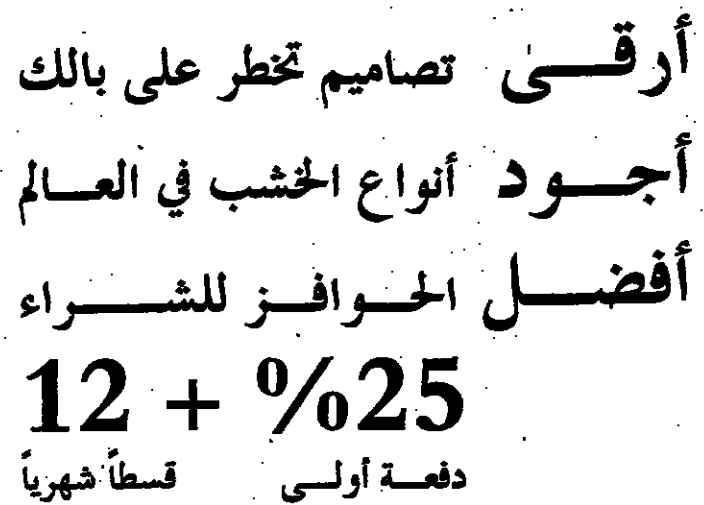 أرقى تصاميم تخطر على بالك
أجود أنواع الخشب في العالم
أفضل الحوافز للشراء
%25 + 12
دفعة أولى قسطاً شهرياً